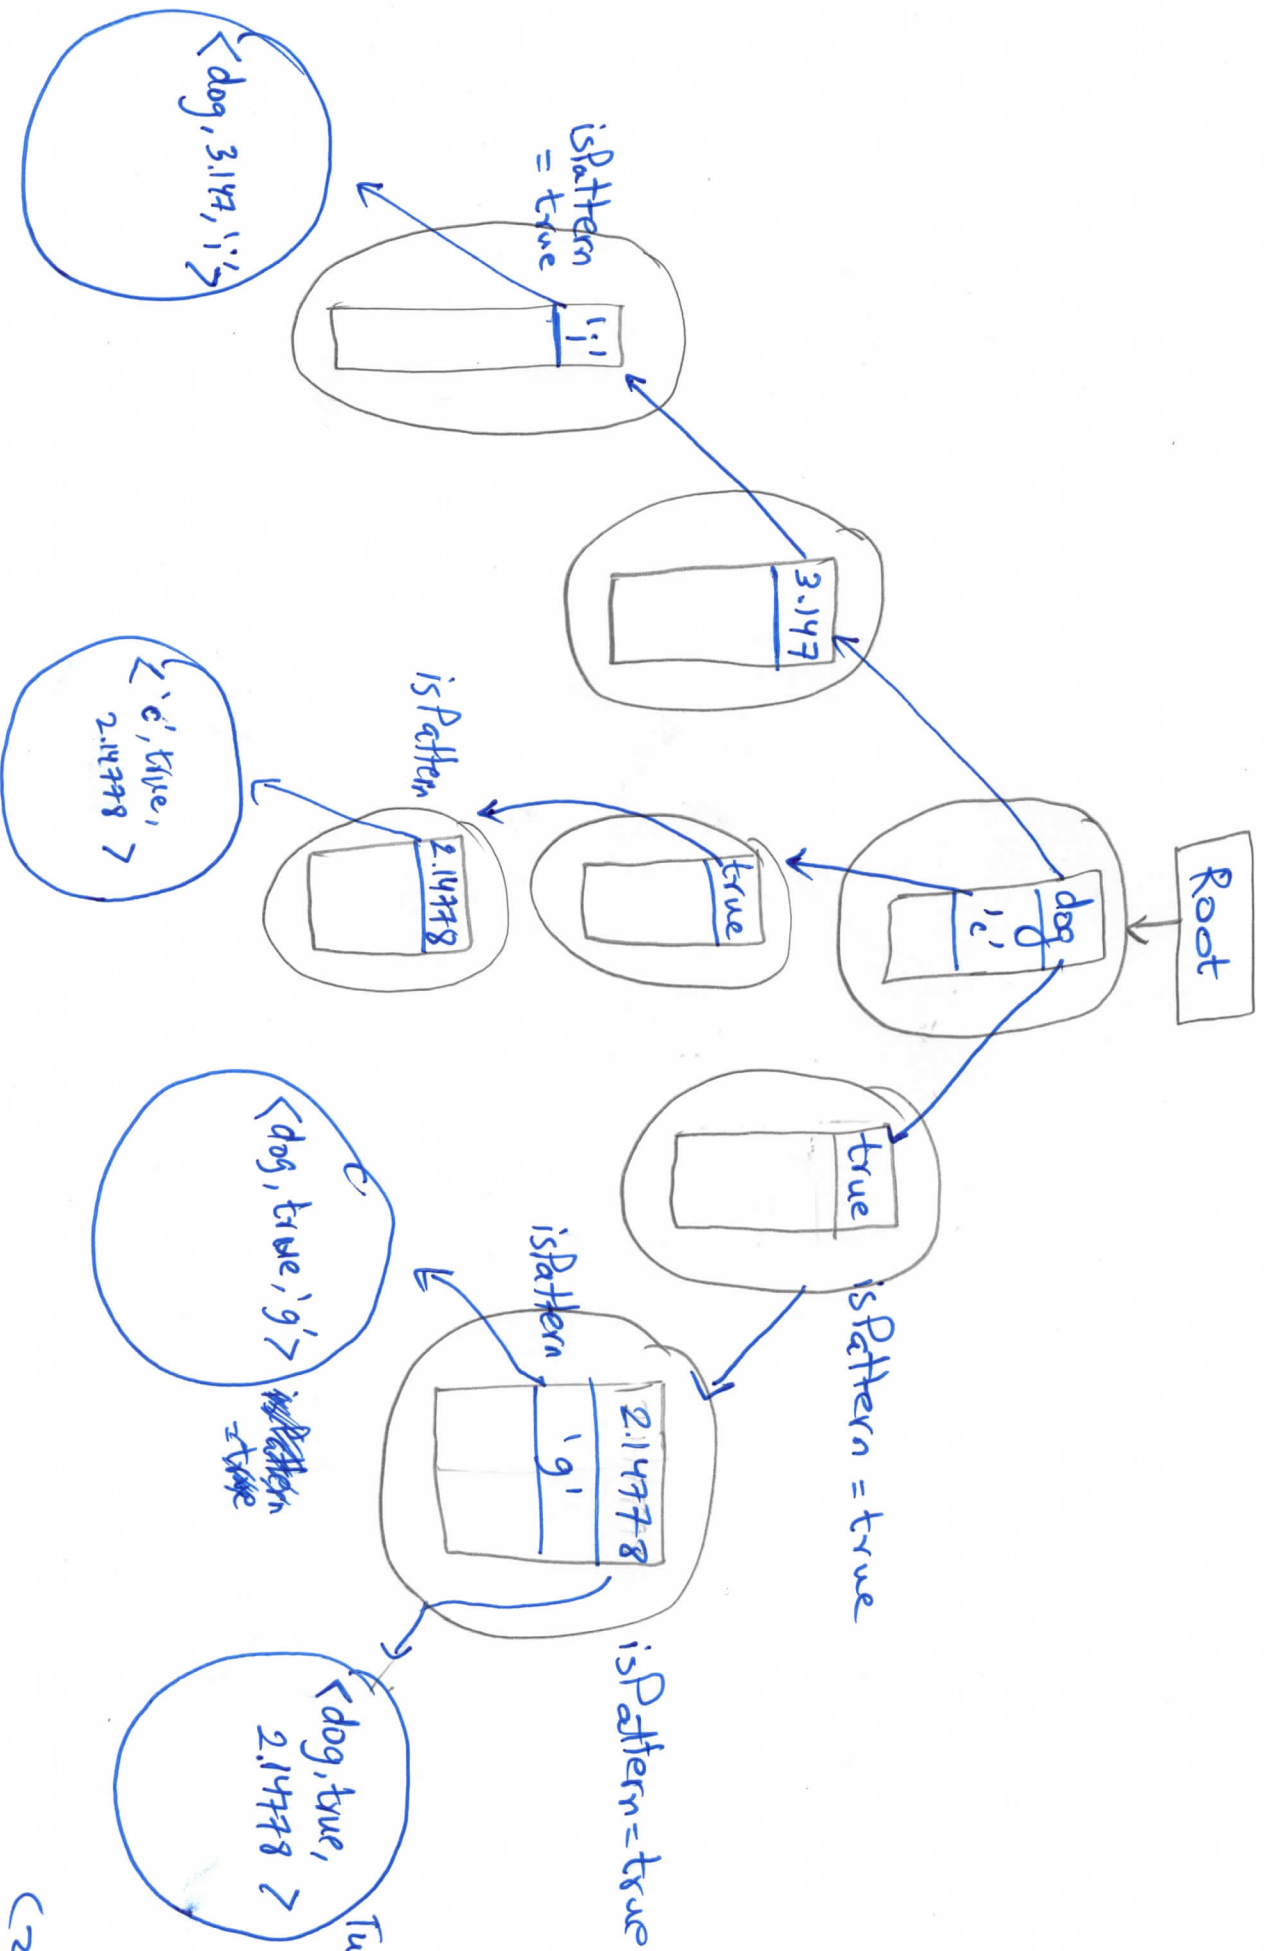 Root
dog
'c'
3.147
true
true
isPattern = true
'i'
isPattern
= true
2.14778
isPattern
2.14778
'g'
isPattern
isPattern = true
<dog, 3.147, 'i'>
<'c', true,
2.14778 >
<dog, true, 'g'>
= true
<dog, true,
2.14778 >